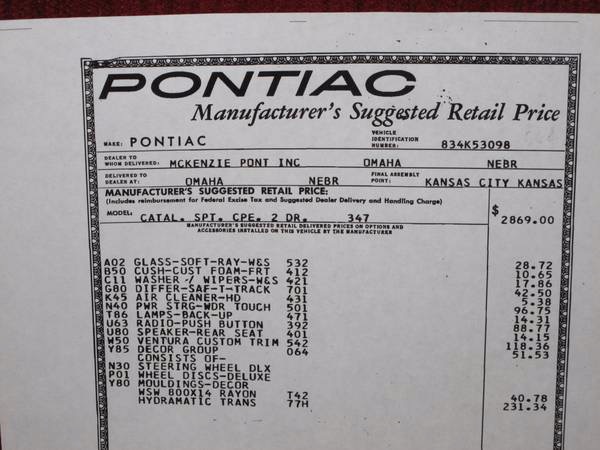 PONTIAC
Manufacturer's Suggested Retail Price
MAKE: PONTIAC VEHICLE IDENTIFICATION NUMBER: 834K53098
DEALER TO WHOM DELIVERED: MCKENZIE PONT INC OMAHA NEBR
DELIVERED TO DEALER AT: OMAHA NEBR FINAL ASSEMBLY POINT: KANSAS CITY KANSAS
MANUFACTURER'S SUGGESTED RETAIL PRICE:
(Includes reimbursement for Federal Excise Tax and Suggested Dealer Delivery and Handling Charge)
MODEL: CATAL. SPT. CPE. 2 DR. 347 $ 2869.00
MANUFACTURER'S SUGGESTED RETAIL DELIVERED PRICES ON OPTIONS AND
ACCESSORIES INSTALLED ON THIS VEHICLE BY THE MANUFACTURER
A02 GLASS-SOFT-RAY-W&S 532 28.72
B50 CUSH-CUST FOAM-FRT 412 10.65
C11 WASHER-/ WIPERS-W&S 421 17.86
G80 DIFFER-SAF-T-TRACK 701 42.50
K45 AIR CLEANER-HD 431 5.38
N40 PWR STRG-WDR TOUCH 501 96.75
T86 LAMPS-BACK-UP 471 14.31
U63 RADIO-PUSH BUTTON 392 88.77
U80 SPEAKER-REAR SEAT 401 14.15
W50 VENTURA CUSTOM TRIM 542 118.36
Y85 DECOR GROUP 064 51.53
CONSISTS OF-
N30 STEERING WHEEL DLX
P01 WHEEL DISCS-DELUXE
Y80 MOULDINGS-DECOR
WSW 800X14 RAYON T42 40.78
HYDRAMATIC TRANS 77H 231.34